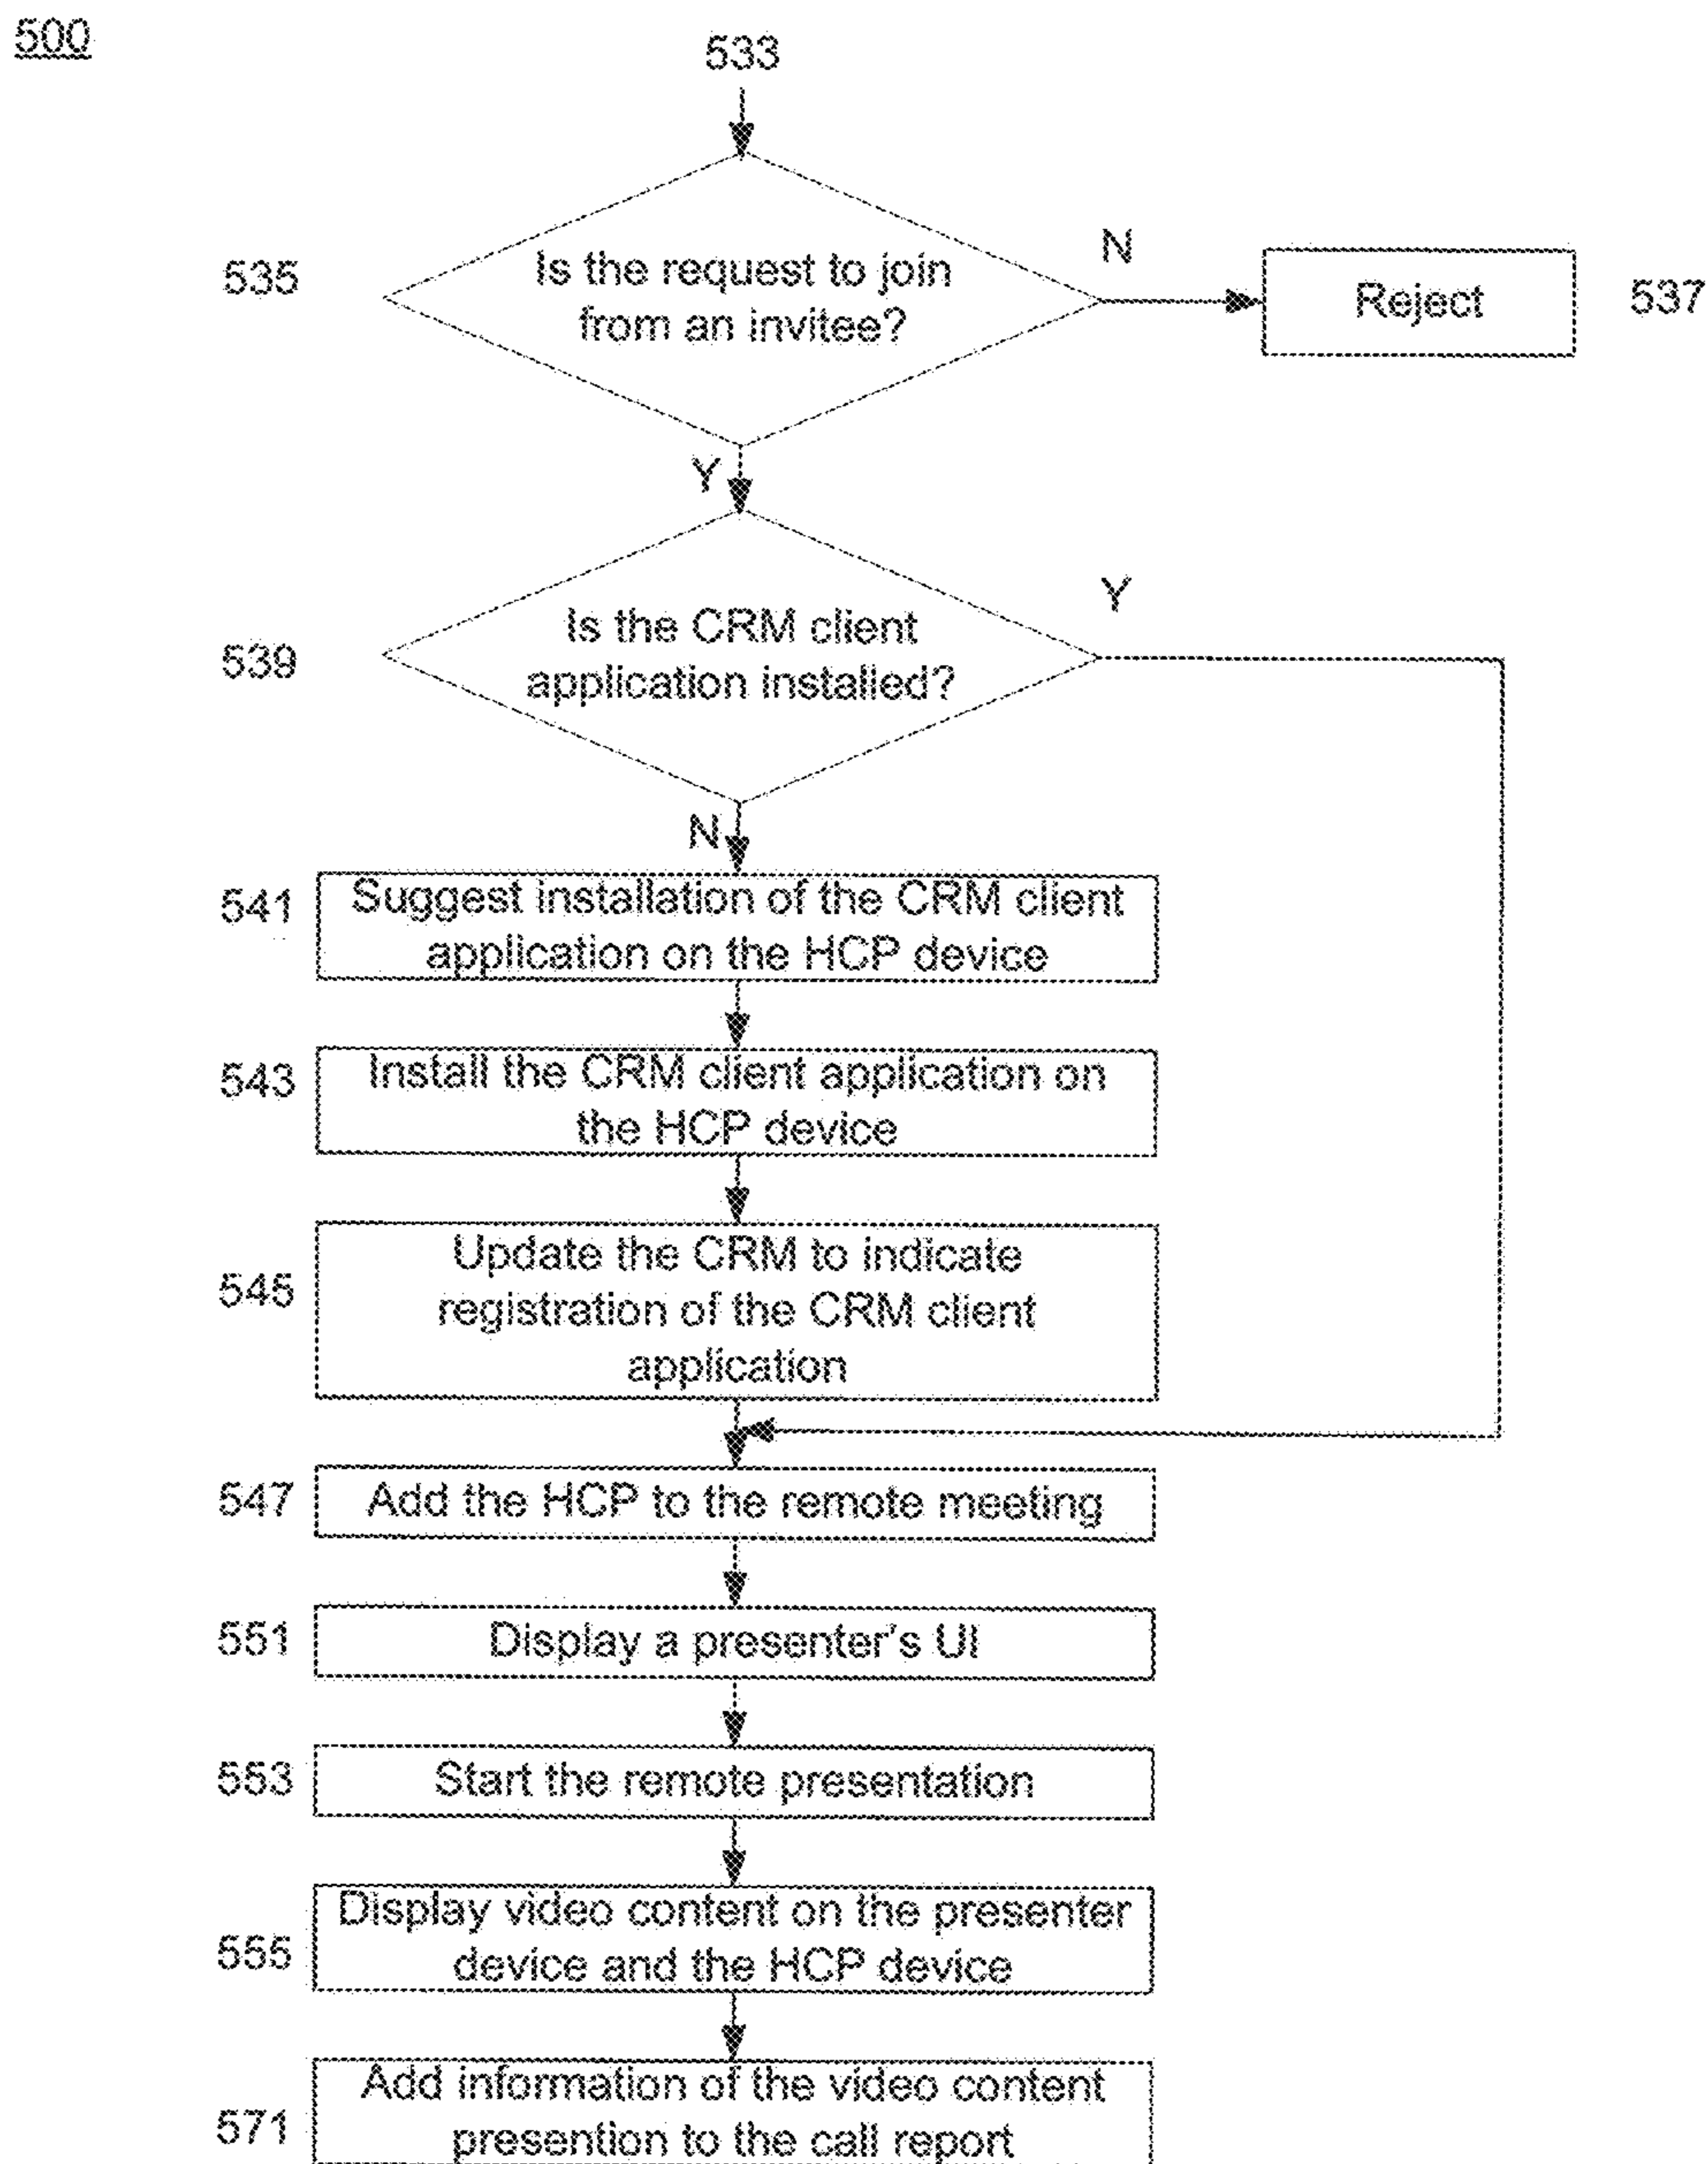 500
533
535
Is the request to join
from an invitee?
N
Reject
537
Y
539
Is the CRM client
application installed?
Y
N
541
Suggest installation of the CRM client
application on the HCP device
543
Install the CRM client application on
the HCP device
545
Update the CRM to indicate
registration of the CRM client
application
547
Add the HCP to the remote meeting
551
Display a presenter's UI
553
Start the remote presentation
555
Display video content on the presenter
device and the HCP device
571
Add information of the video content
presention to the call report